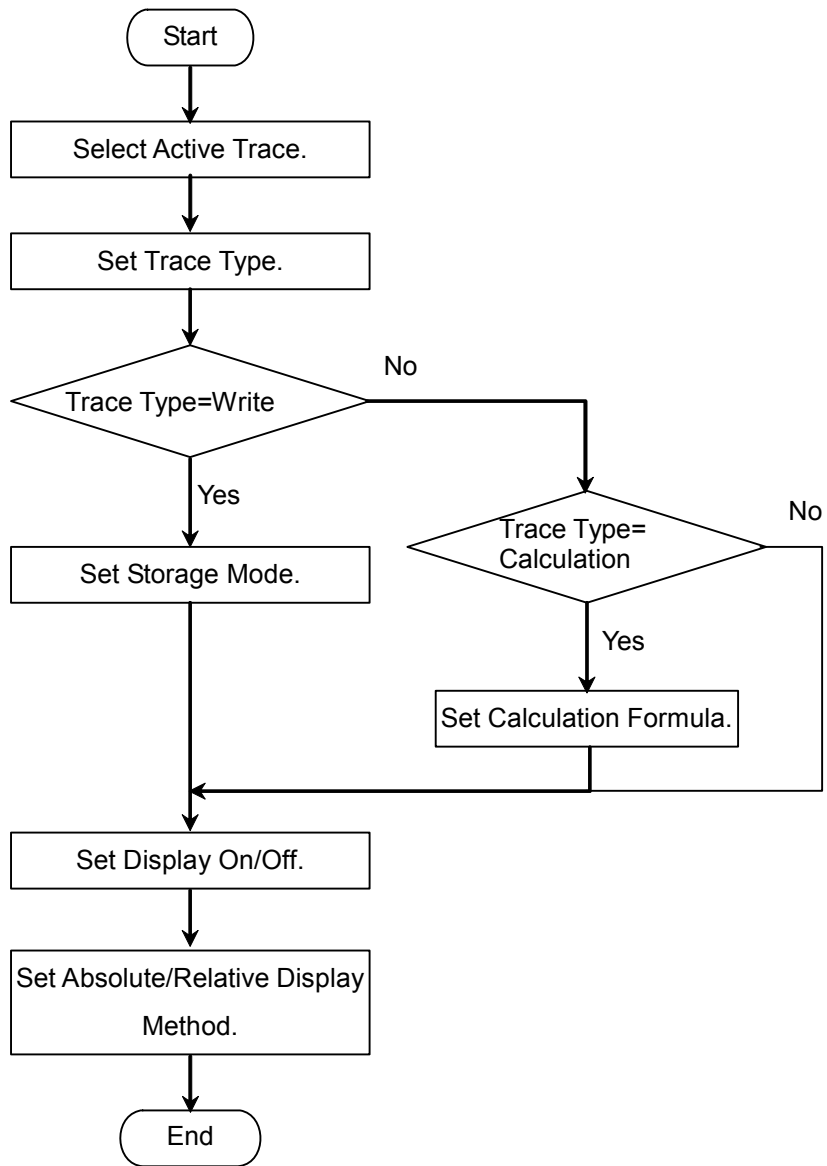 Start
Select Active Trace.
Set Trace Type.
Trace Type=Write
No
Yes
Set Storage Mode.
Trace Type=
Calculation
No
Yes
Set Calculation Formula.
Set Display On/Off.
Set Absolute/Relative Display
Method.
End